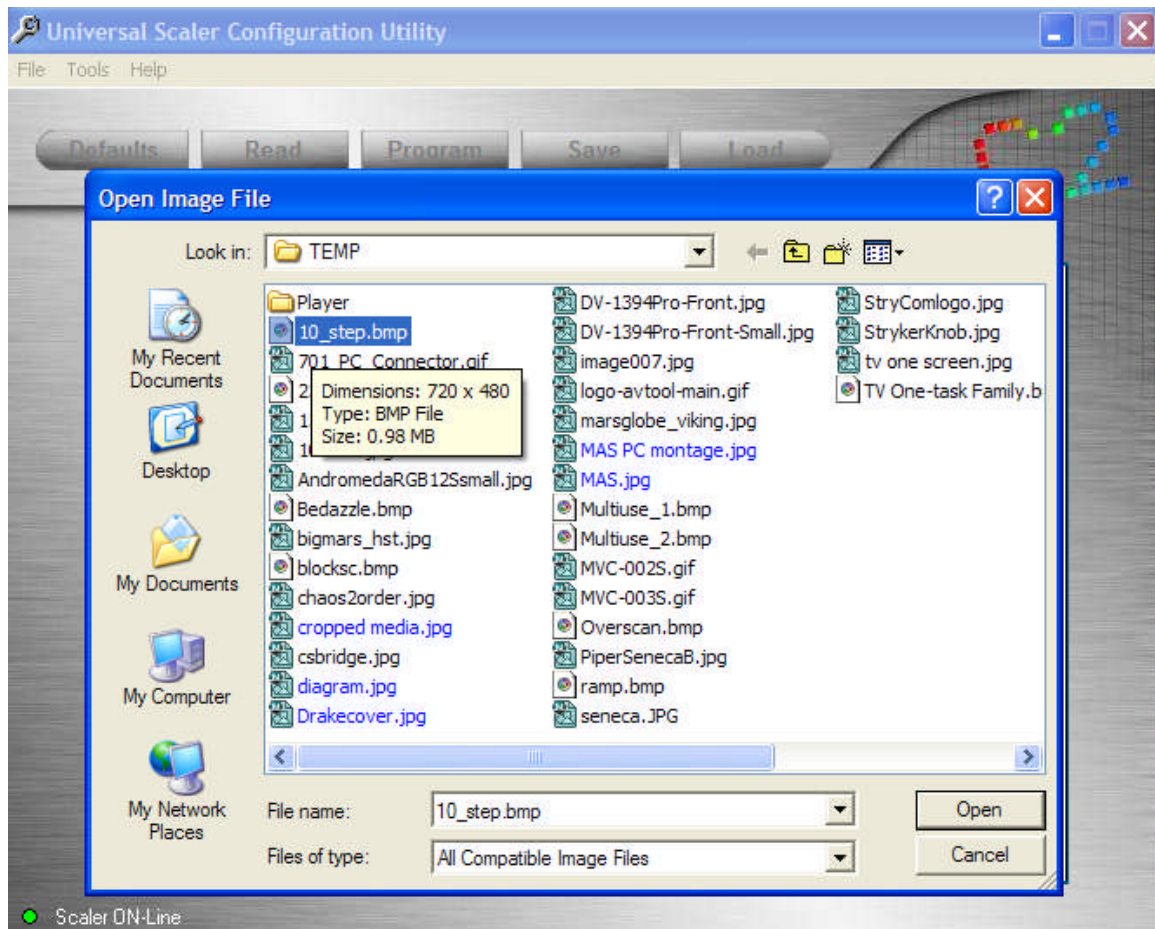 Universal Scaler Configuration Utility
File Tools Help
Defaults Read Program Save Load
Open Image File
Look in: TEMP
My Recent Documents
Desktop
My Documents
My Computer
My Network Places
Player
10_step.bmp
701_PC_Connector.gif
Dimensions: 720 x 480
Type: BMP File
Size: 0.98 MB
AndromedaRGB12Ssmall.jpg
Bedazzle.bmp
bigmars_hst.jpg
blocksc.bmp
chaos2order.jpg
cropped media.jpg
csbridge.jpg
diagram.jpg
Drakecover.jpg
DV-1394Pro-Front.jpg
DV-1394Pro-Front-Small.jpg
image007.jpg
logo-avtool-main.gif
marsglobe_viking.jpg
MAS PC montage.jpg
MAS.jpg
Multiuse_1.bmp
Multiuse_2.bmp
MVC-002S.gif
MVC-003S.gif
Overscan.bmp
PiperSenecaB.jpg
ramp.bmp
seneca.JPG
StryComlogo.jpg
StrykerKnob.jpg
tv one screen.jpg
TV One-task Family.b
File name: 10_step.bmp
Open
Files of type: All Compatible Image Files
Cancel
Scaler ON-Line